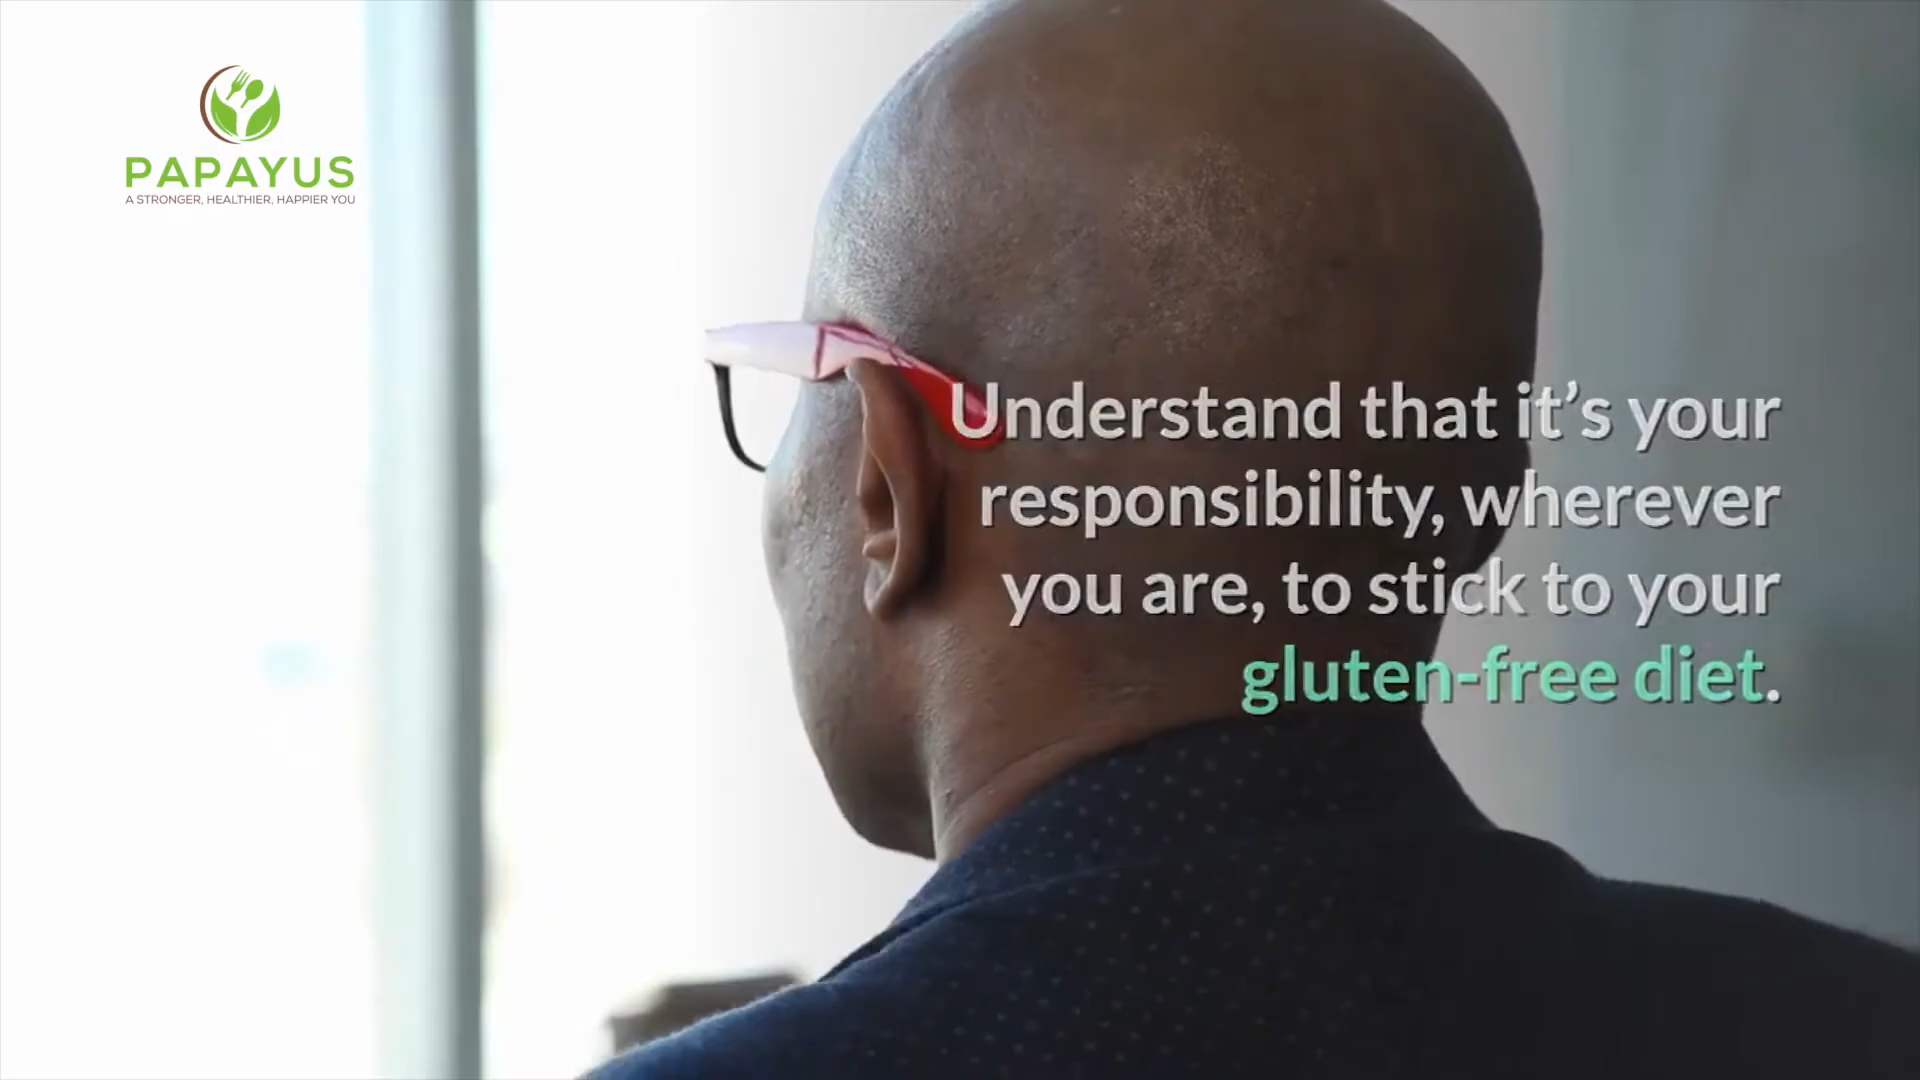 PAPAYUS
A STRONGER, HEALTHIER, HAPPIER YOU
Understand that it’s your
responsibility, wherever
you are, to stick to your
gluten-free diet.